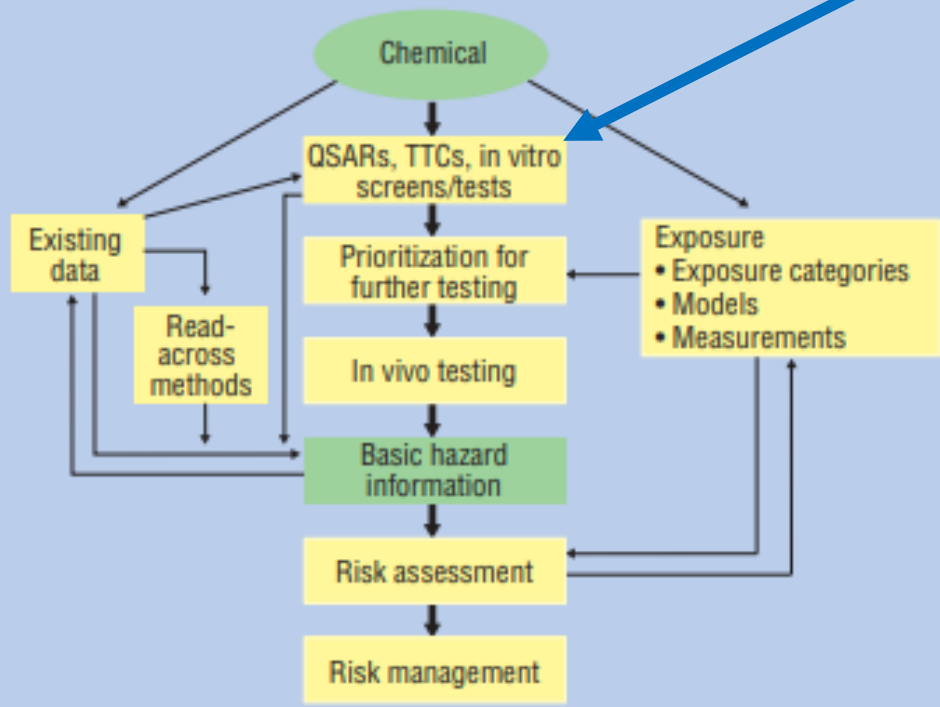 Chemical
QSARs, TTCs, in vitro
screens/tests
Existing
data
Prioritization for
further testing
Exposure
• Exposure categories
• Models
• Measurements
Read-
across
methods
In vivo testing
Basic hazard
information
Risk assessment
Risk management